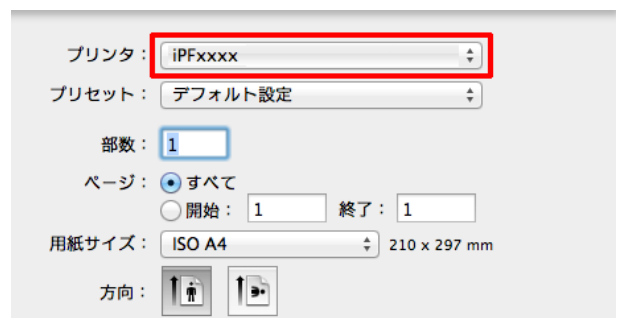 プリンタ： iPFxxxx
プリセット： デフォルト設定
部数： 1
ページ： すべて
開始： 1 終了： 1
用紙サイズ： ISO A4 210 x 297 mm
方向：